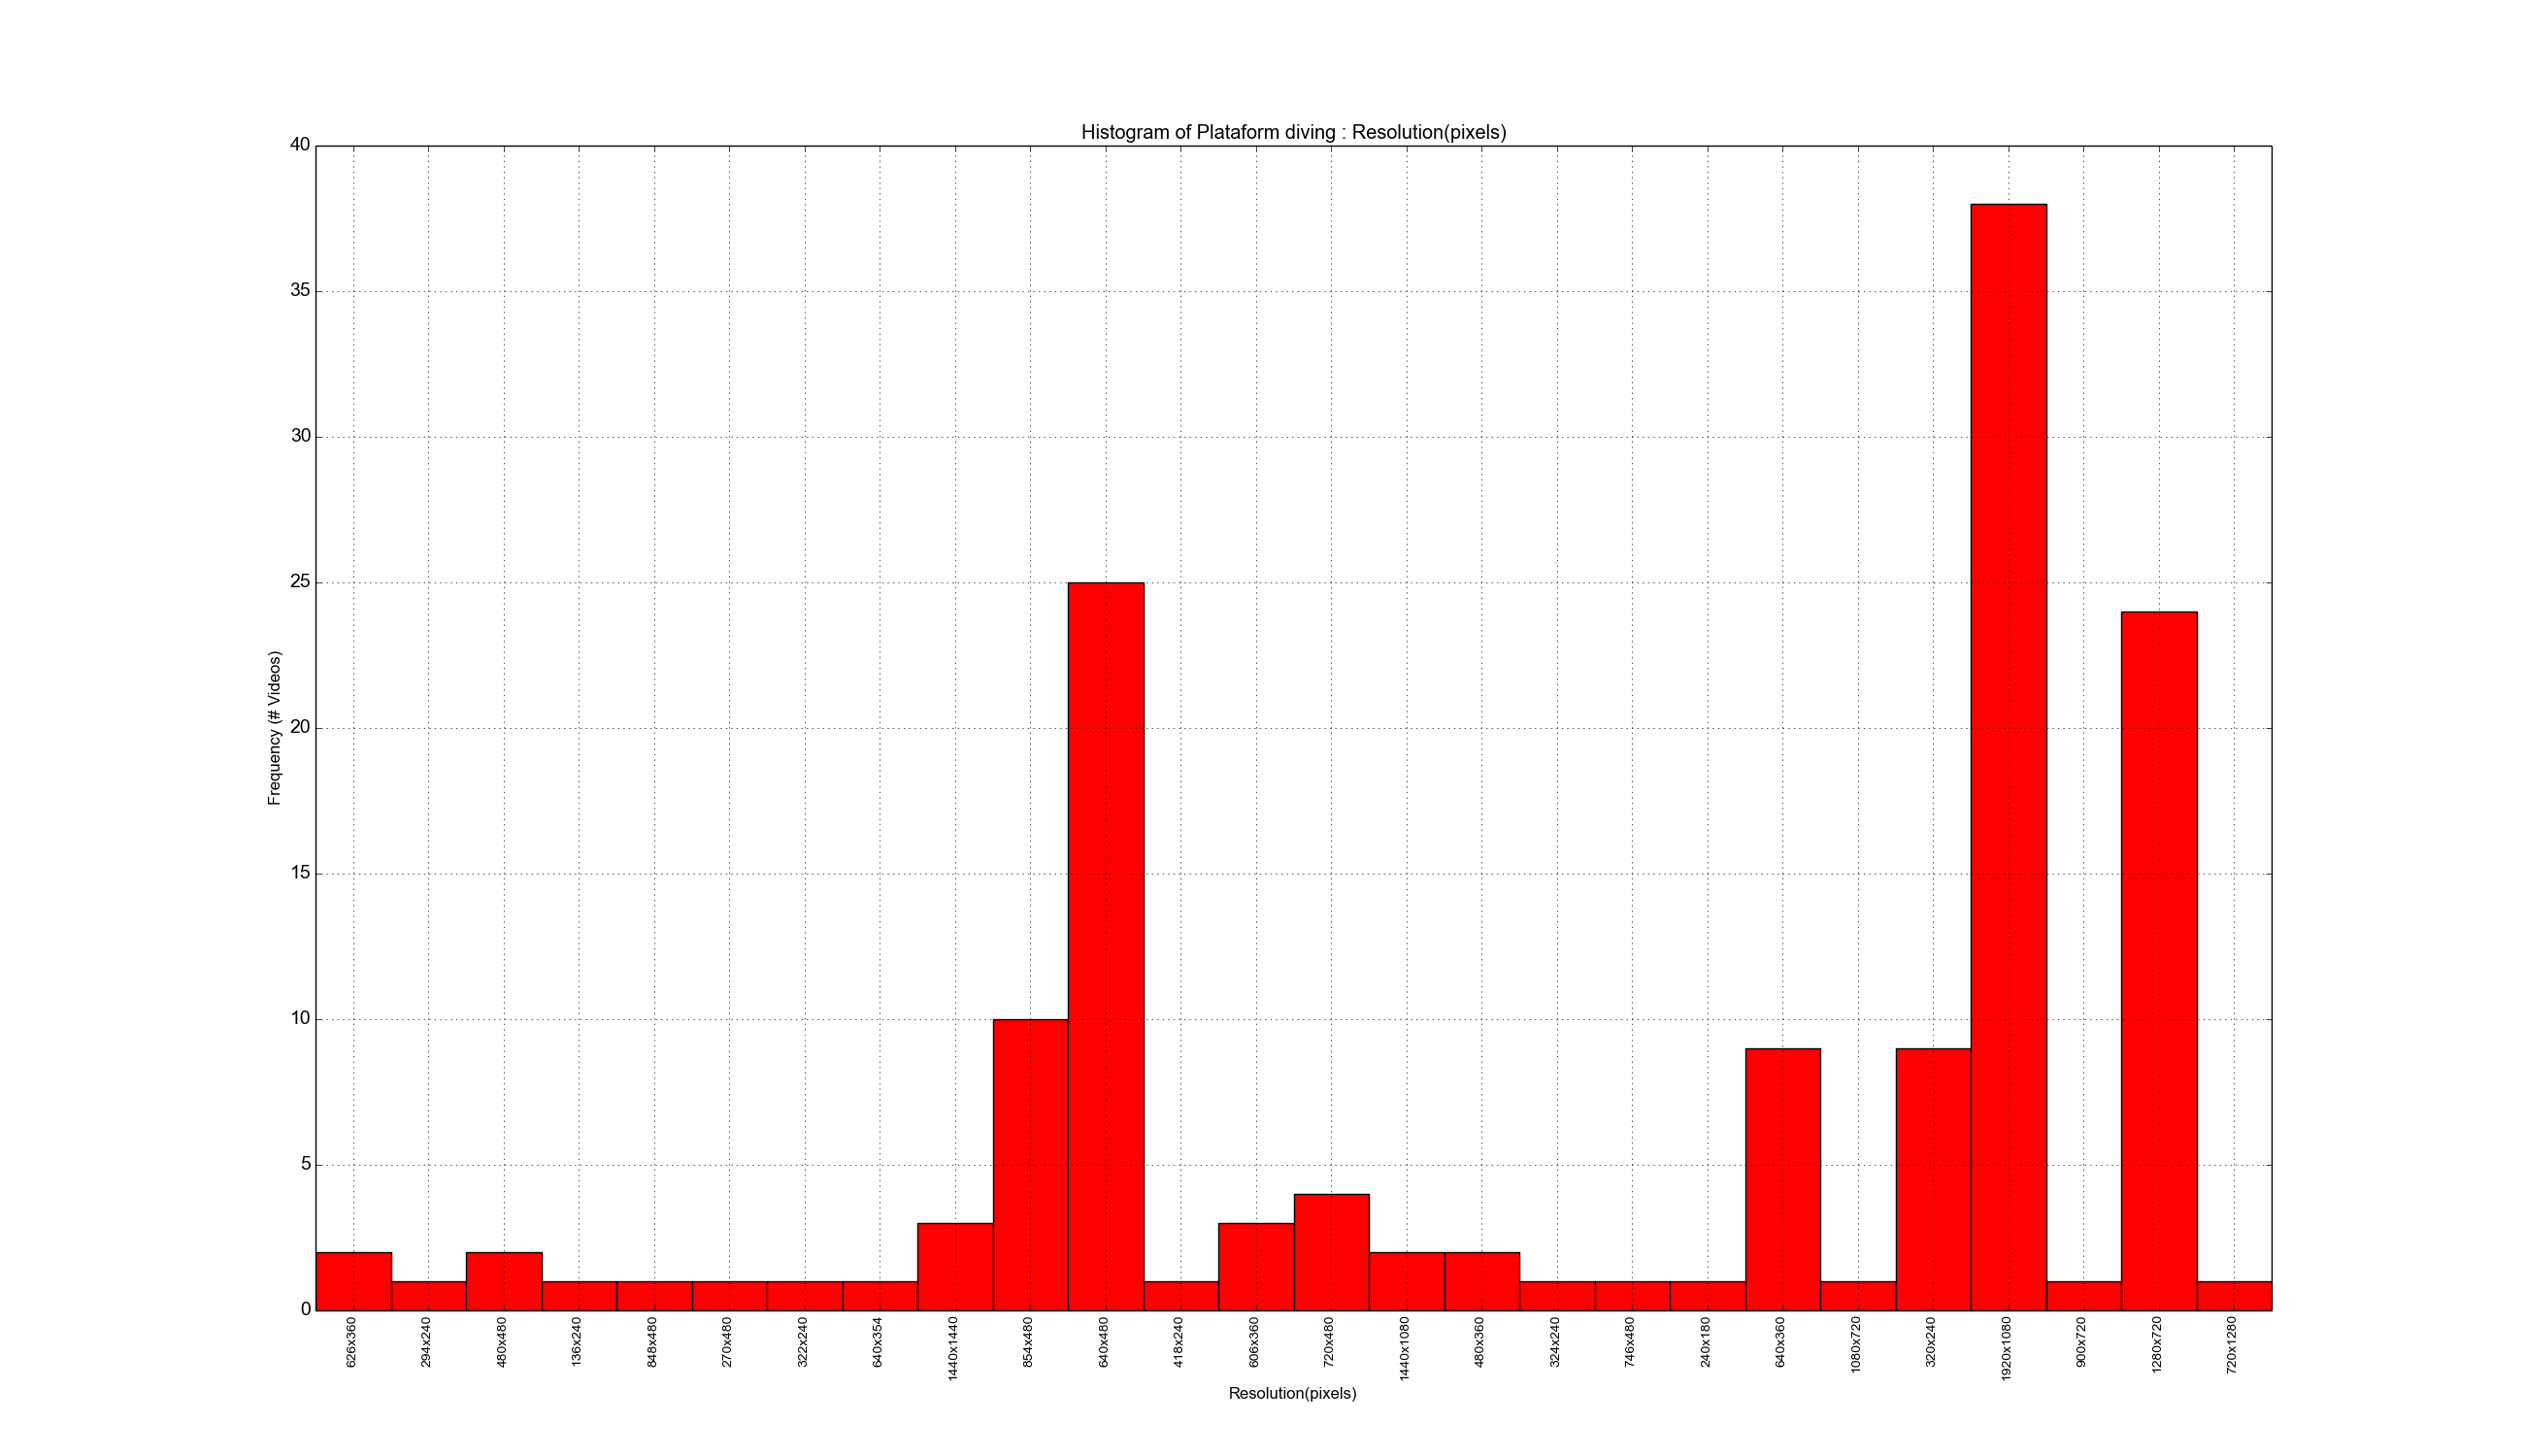 Histogram of Plataform diving : Resolution(pixels)
40
35
30
25
20
15
10
5
0
Frequency (# Videos)
626x360
294x240
480x480
136x240
848x480
270x480
322x240
640x354
1440x1440
854x480
640x480
418x240
606x360
720x480
1440x1080
480x360
324x240
746x480
240x180
640x360
1080x720
320x240
1920x1080
900x720
1280x720
720x1280
Resolution(pixels)